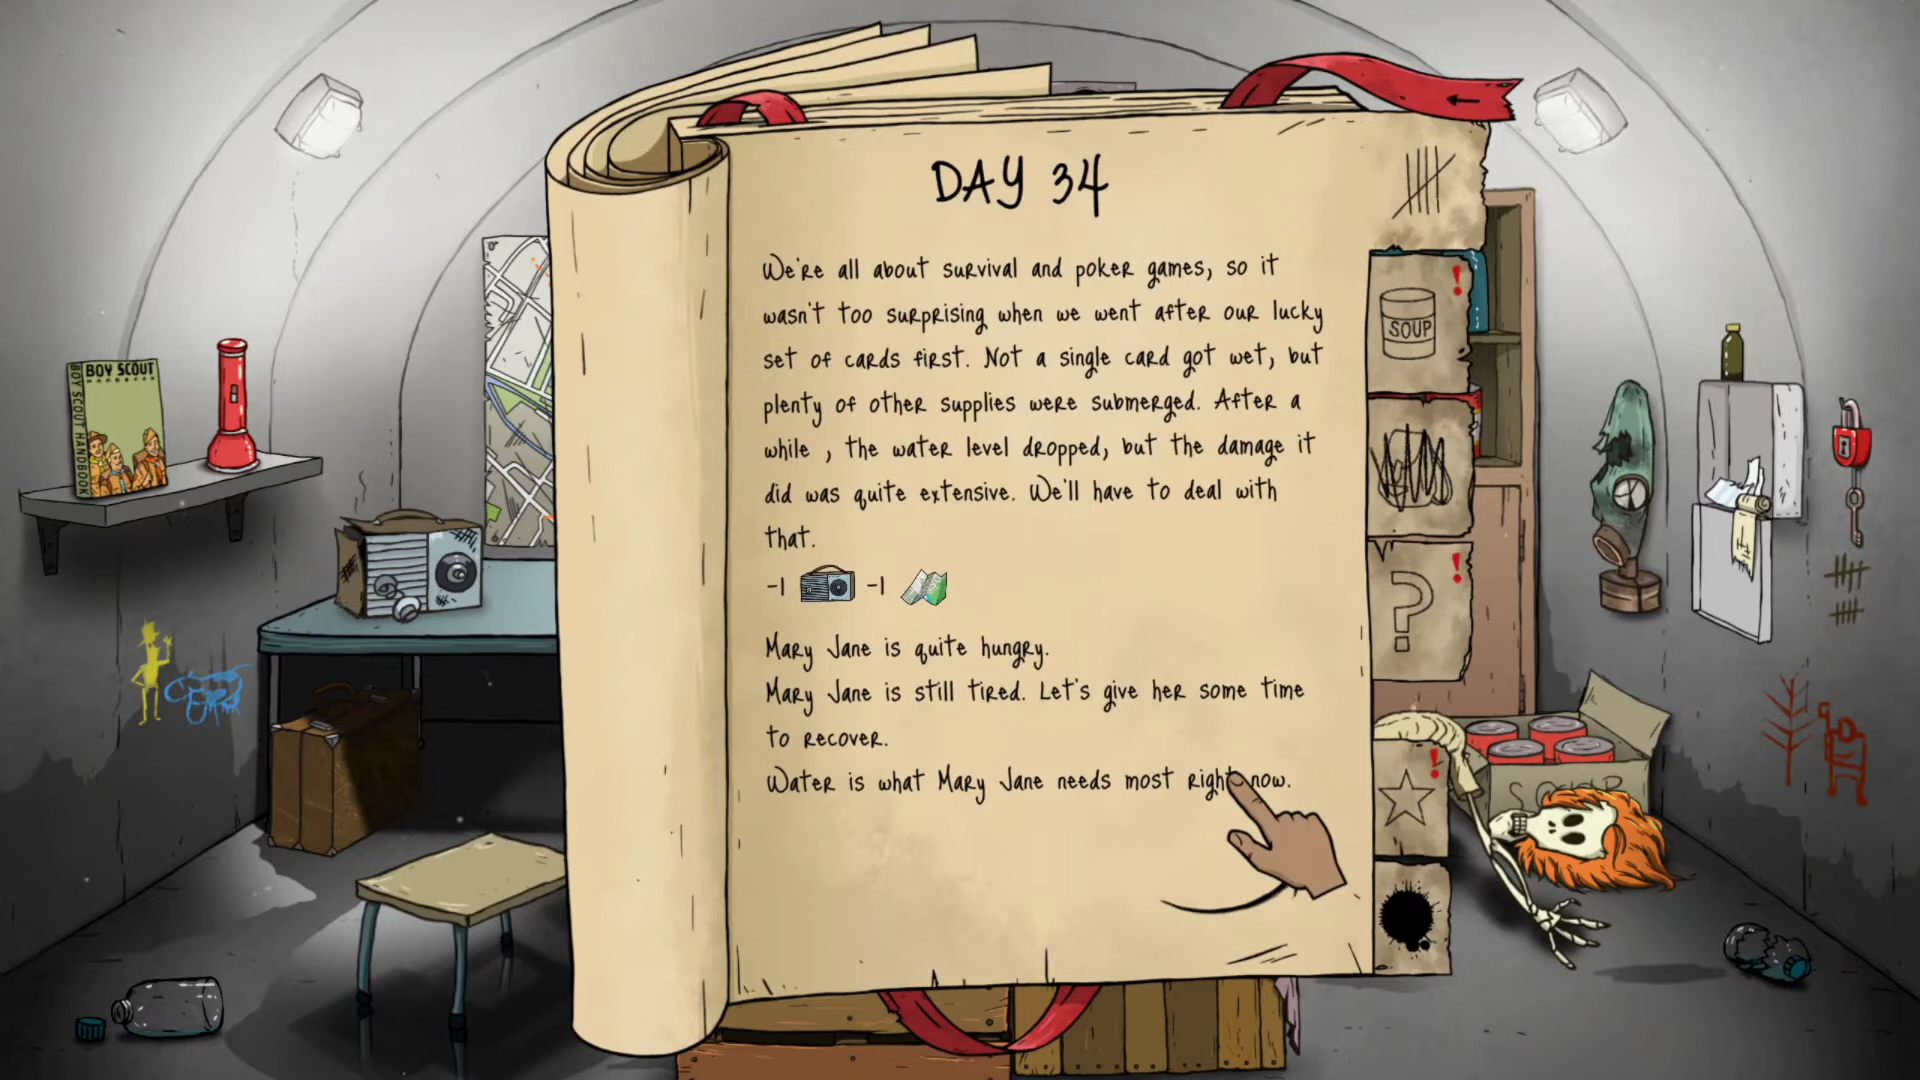 DAY 34
We're all about survival and poker games, so it
wasn't too surprising when we went after our lucky
set of cards first. Not a single card got wet, but
plenty of other supplies were submerged. After a
while , the water level dropped, but the damage it
did was quite extensive. We'll have to deal with
that.
-1 -1
Mary Jane is quite hungry.
Mary Jane is still tired. Let's give her some time
to recover.
Water is what Mary Jane needs most right now.
SOUP
!
!
?
!
BOY SCOUT
HANDBOOK
BOY SCOUT HANDBOOK